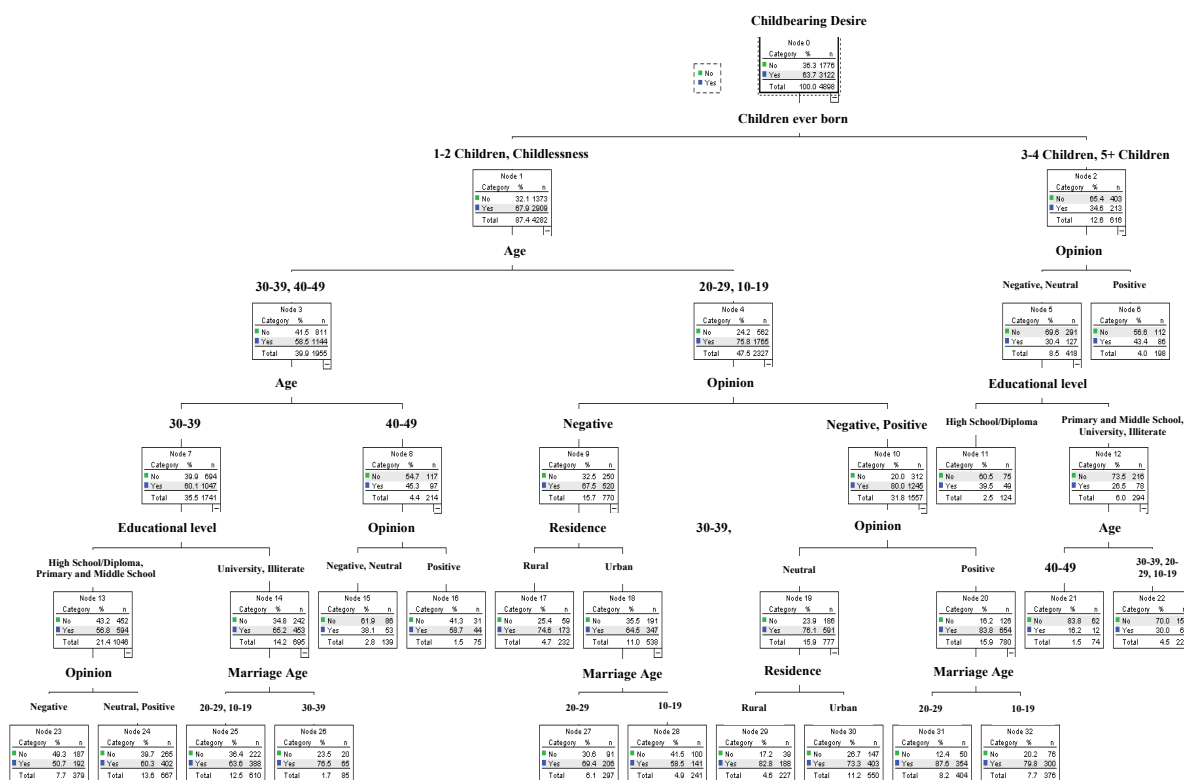 Childbearing Desire
Node 0
Category % n
No 36.3 1776
Yes 63.7 3122
Total 100.0 4898
No
Yes
Children ever born
1-2 Children, Childlessness
3-4 Children, 5+ Children
Node 1
Category % n
No 32.1 1373
Yes 67.9 2909
Total 87.4 4282
Node 2
Category % n
No 65.4 403
Yes 34.6 213
Total 12.6 616
Age
Opinion
30-39, 40-49
20-29, 10-19
Negative, Neutral
Positive
Node 3
Category % n
No 41.5 811
Yes 58.5 1144
Total 39.9 1955
Node 4
Category % n
No 24.2 562
Yes 75.8 1765
Total 47.5 2327
Node 5
Category % n
No 69.6 291
Yes 30.4 127
Total 8.5 418
Node 6
Category % n
No 56.6 112
Yes 43.4 86
Total 4.0 198
Age
Opinion
Educational level
30-39
40-49
Negative
Negative, Positive
High School/Diploma
Primary and Middle School,
University, Illiterate
Node 7
Category % n
No 39.9 694
Yes 60.1 1047
Total 35.5 1741
Node 8
Category % n
No 54.7 117
Yes 45.3 97
Total 4.4 214
Node 9
Category % n
No 32.5 250
Yes 67.5 520
Total 15.7 770
Node 10
Category % n
No 20.0 312
Yes 80.0 1245
Total 31.8 1557
Node 11
Category % n
No 60.5 75
Yes 39.5 49
Total 2.5 124
Node 12
Category % n
No 73.5 216
Yes 26.5 78
Total 6.0 294
Educational level
Opinion
Residence
30-39,
Opinion
Age
High School/Diploma,
Primary and Middle School
University, Illiterate
Negative, Neutral
Positive
Rural
Urban
Neutral
Positive
40-49
30-39, 20-
29, 10-19
Node 13
Category % n
No 43.2 452
Yes 56.8 594
Total 21.4 1046
Node 14
Category % n
No 34.8 242
Yes 65.2 453
Total 14.2 695
Node 15
Category % n
No 61.9 86
Yes 38.1 53
Total 2.8 139
Node 16
Category % n
No 41.3 31
Yes 58.7 44
Total 1.5 75
Node 17
Category % n
No 25.4 59
Yes 74.6 173
Total 4.7 232
Node 18
Category % n
No 35.5 191
Yes 64.5 347
Total 11.0 538
Node 19
Category % n
No 23.9 186
Yes 76.1 591
Total 15.9 777
Node 20
Category % n
No 16.2 126
Yes 83.8 654
Total 15.9 780
Node 21
Category % n
No 83.8 62
Yes 16.2 12
Total 1.5 74
Node 22
Category % n
No 70.0
Yes 30.0
Total 4.5
Opinion
Marriage Age
Marriage Age
Residence
Marriage Age
Negative
Neutral, Positive
20-29, 10-19
30-39
20-29
10-19
Rural
Urban
20-29
10-19
Node 23
Category % n
No 49.3 187
Yes 50.7 192
Total 7.7 379
Node 24
Category % n
No 39.7 265
Yes 60.3 402
Total 13.6 667
Node 25
Category % n
No 36.4 222
Yes 63.6 388
Total 12.5 610
Node 26
Category % n
No 23.5 20
Yes 76.5 65
Total 1.7 85
Node 27
Category % n
No 30.6 91
Yes 69.4 206
Total 6.1 297
Node 28
Category % n
No 41.5 100
Yes 58.5 141
Total 4.9 241
Node 29
Category % n
No 17.2 39
Yes 82.8 188
Total 4.6 227
Node 30
Category % n
No 26.7 147
Yes 73.3 403
Total 11.2 550
Node 31
Category % n
No 12.4 50
Yes 87.6 354
Total 8.2 404
Node 32
Category % n
No 20.2 76
Yes 79.8 300
Total 7.7 376